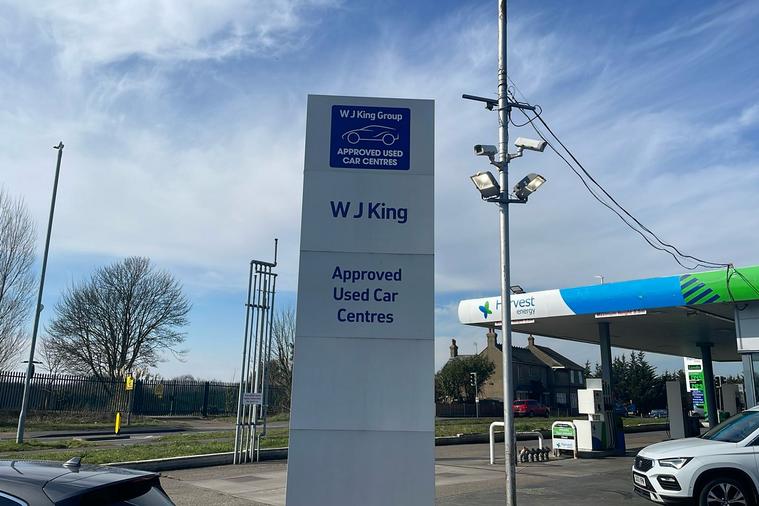 W J King Group
APPROVED USED
CAR CENTRES
W J King
Approved
Used Car
Centres
Harvest
energy